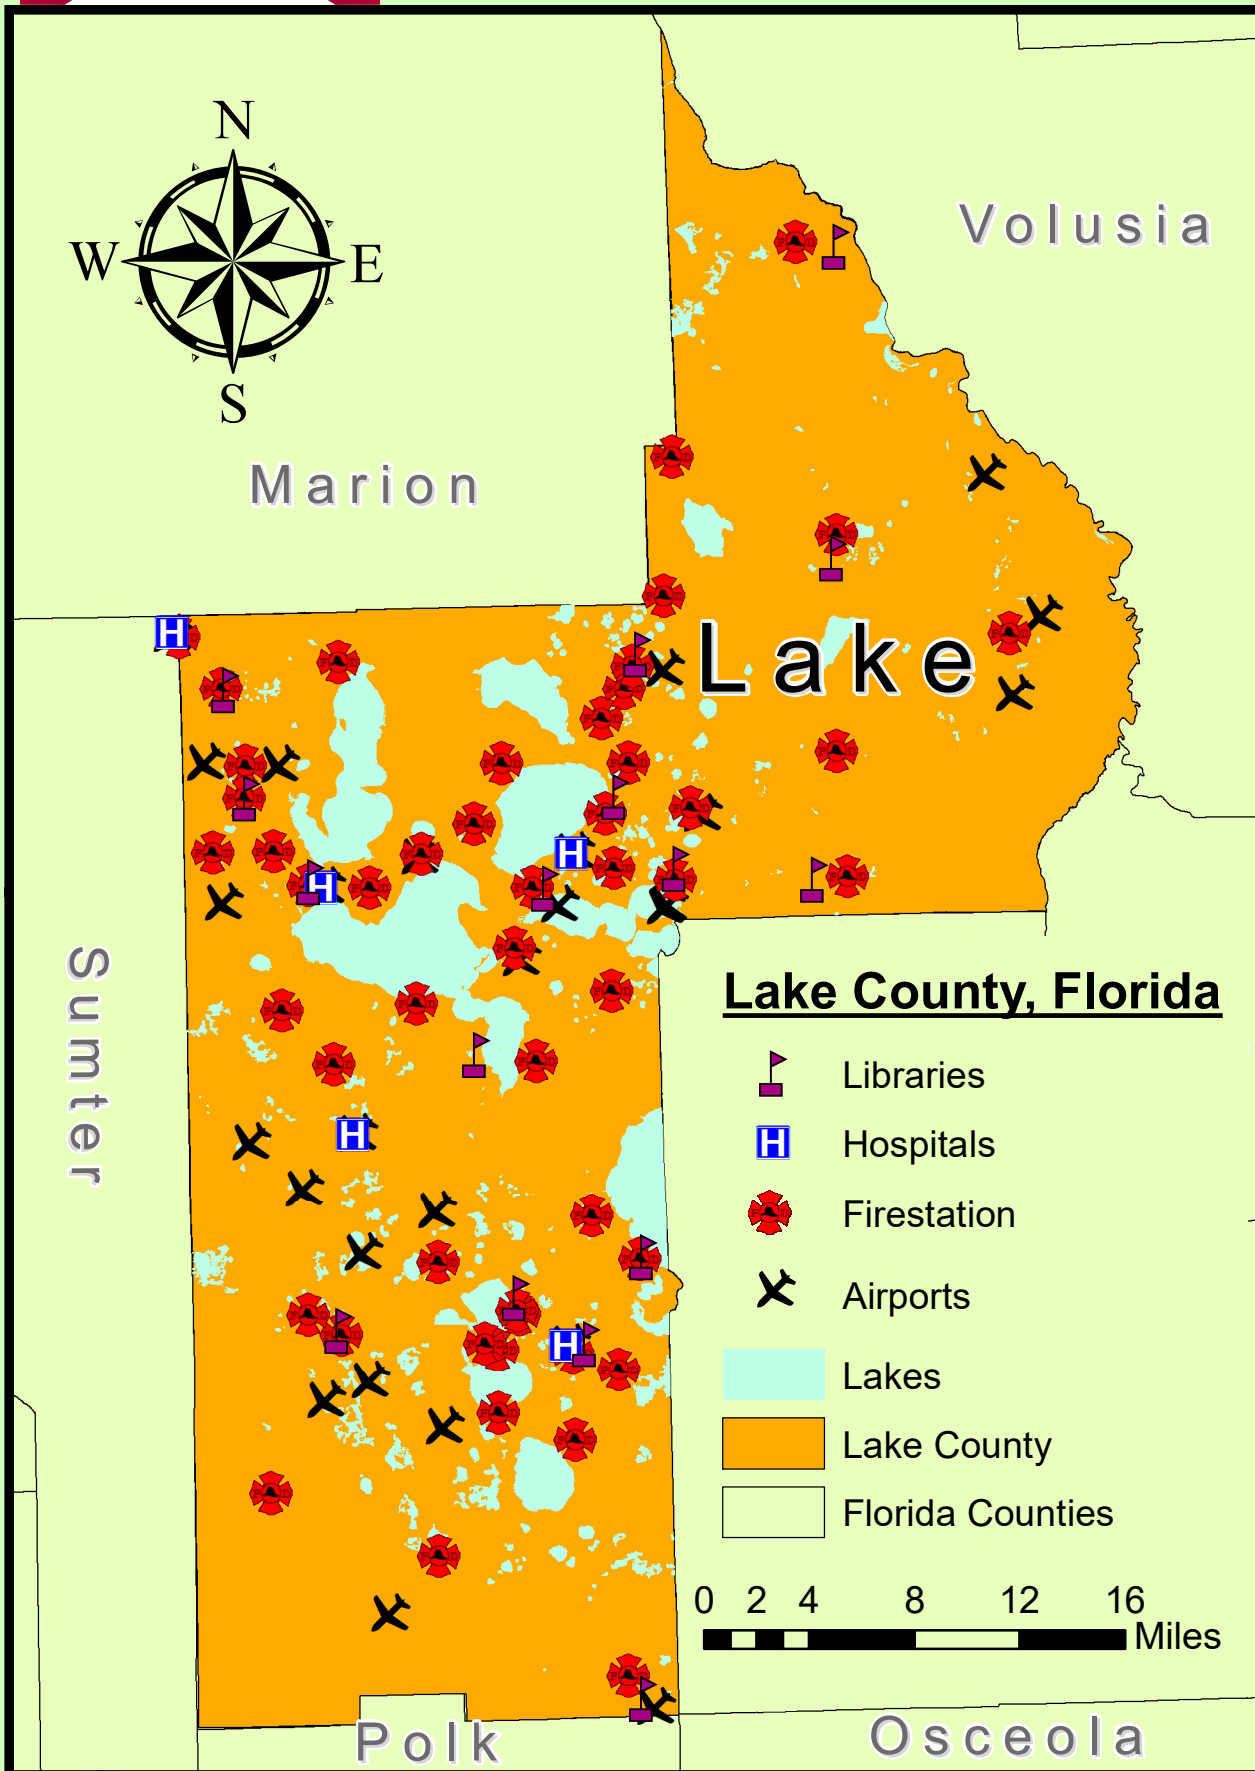 N
W E
S
Volusia
Marion
Lake
Sumter
Lake County, Florida
Libraries
H Hospitals
Firestation
Airports
Lakes
Lake County
Florida Counties
0 2 4 8 12 16
Miles
Polk
Osceola
H
H
H
H
H